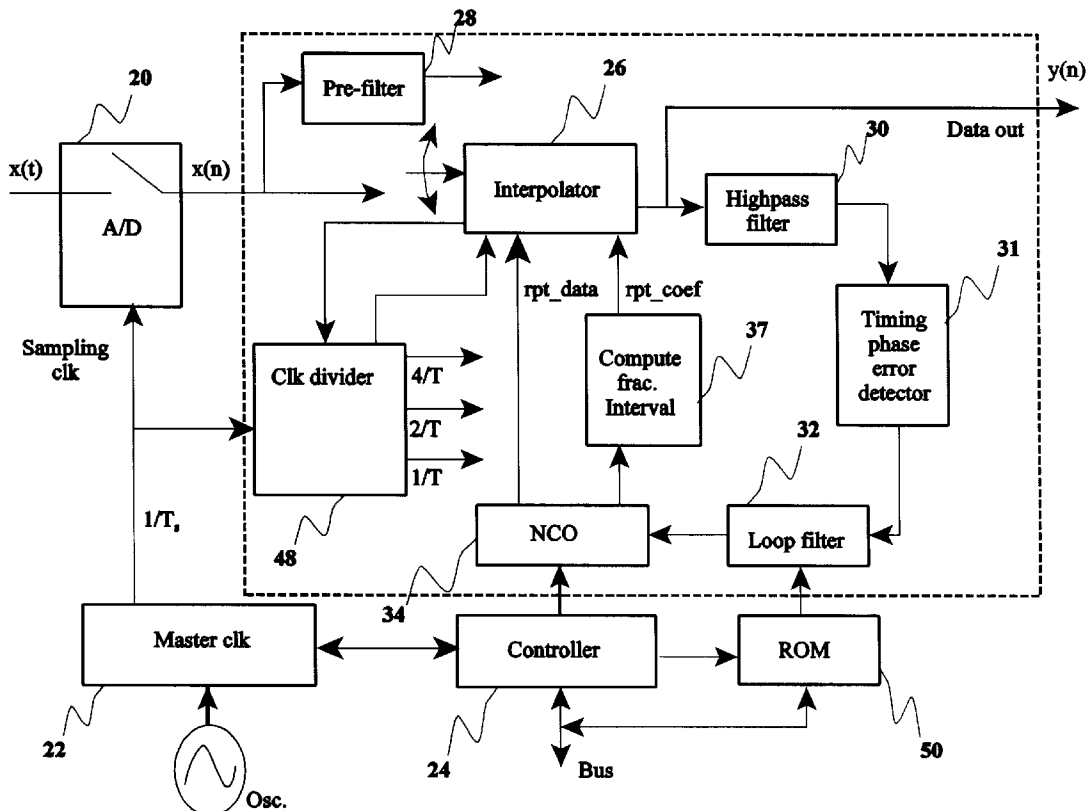 28
Pre-filter
20
26
y(n)
x(t)
x(n)
A/D
Interpolator
Data out
30
Highpass
filter
31
rpt_data
rpt_coef
Timing
phase
error
detector
37
Compute
frac.
Interval
Sampling
clk
Clk divider
4/T
2/T
1/T
32
1/Ts
48
NCO
Loop filter
34
Master clk
Controller
ROM
22
24
50
Bus
Osc.